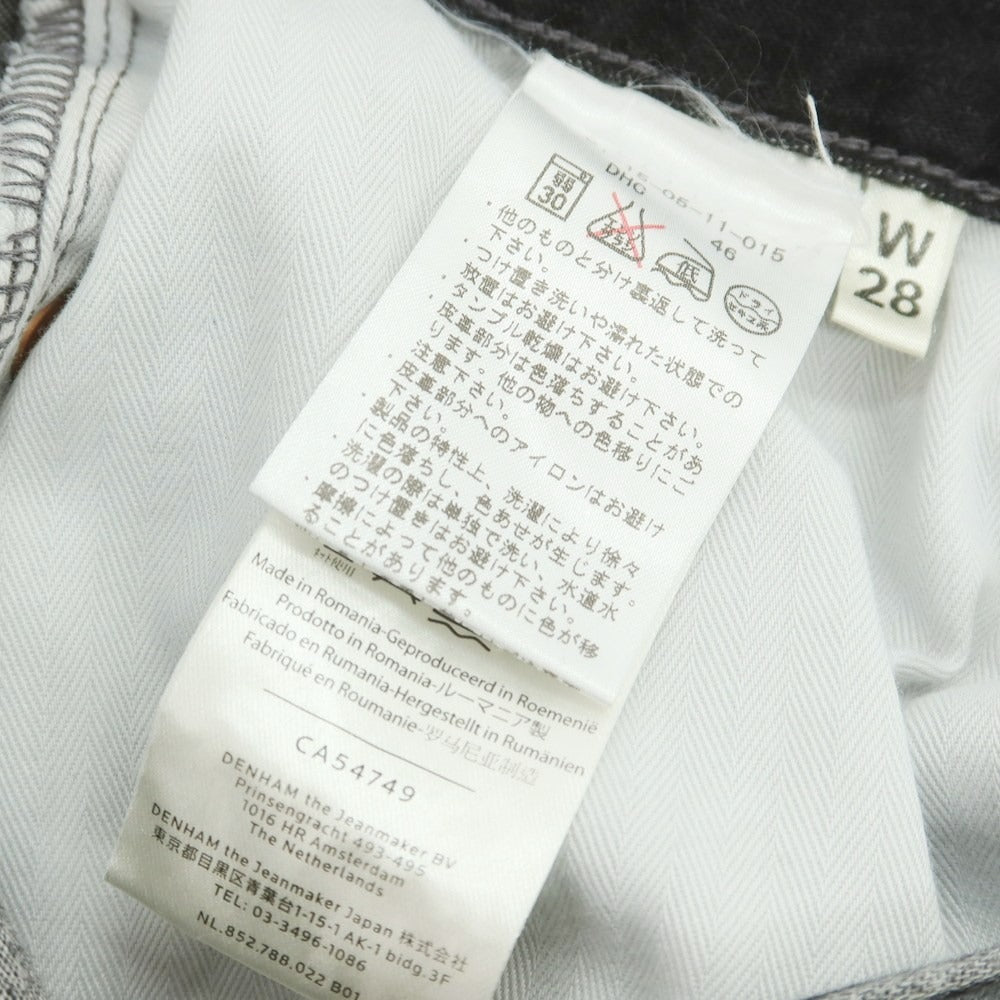 DHG
15-05-11-015
46
弱
30
エンソ
サラシ
低
ドライ
セキユ系
・他のものと分け裏返して洗って
下さい。
・つけ置き洗いや濡れた状態での
放置はお避け下さい。
・タンブル乾燥はお避け下さい。
・皮革部分は色落ちすることがあ
ります。他の物への色移りにご
注意下さい。
・皮革部分へのアイロンはお避け
下さい。
・製品の特性上、洗濯により徐々
に色落らし、色あせが生じます。
・洗濯の際は単独で洗い、水道水
のつけ置きはお避け下さい。
・摩擦によって他のものに色が移
ることがあります。
W
28
Made in Romania-Geproduceerd in Roemenië
Prodotto in Romania-ルーマニア製
Fabricado en Rumania-Hergestellt in Rumänien
Fabriqué en Roumanie-罗马尼亚制造
CA54749
DENHAM the Jeanmaker BV
Prinsengracht 493-495
1016 HR Amsterdam
The Netherlands
DENHAM the Jeanmaker Japan 株式会社
東京都目黒区青葉台1-15-1 AK-1 bidg.3F
TEL: 03-3496-1086
NL.852.788.022 B01